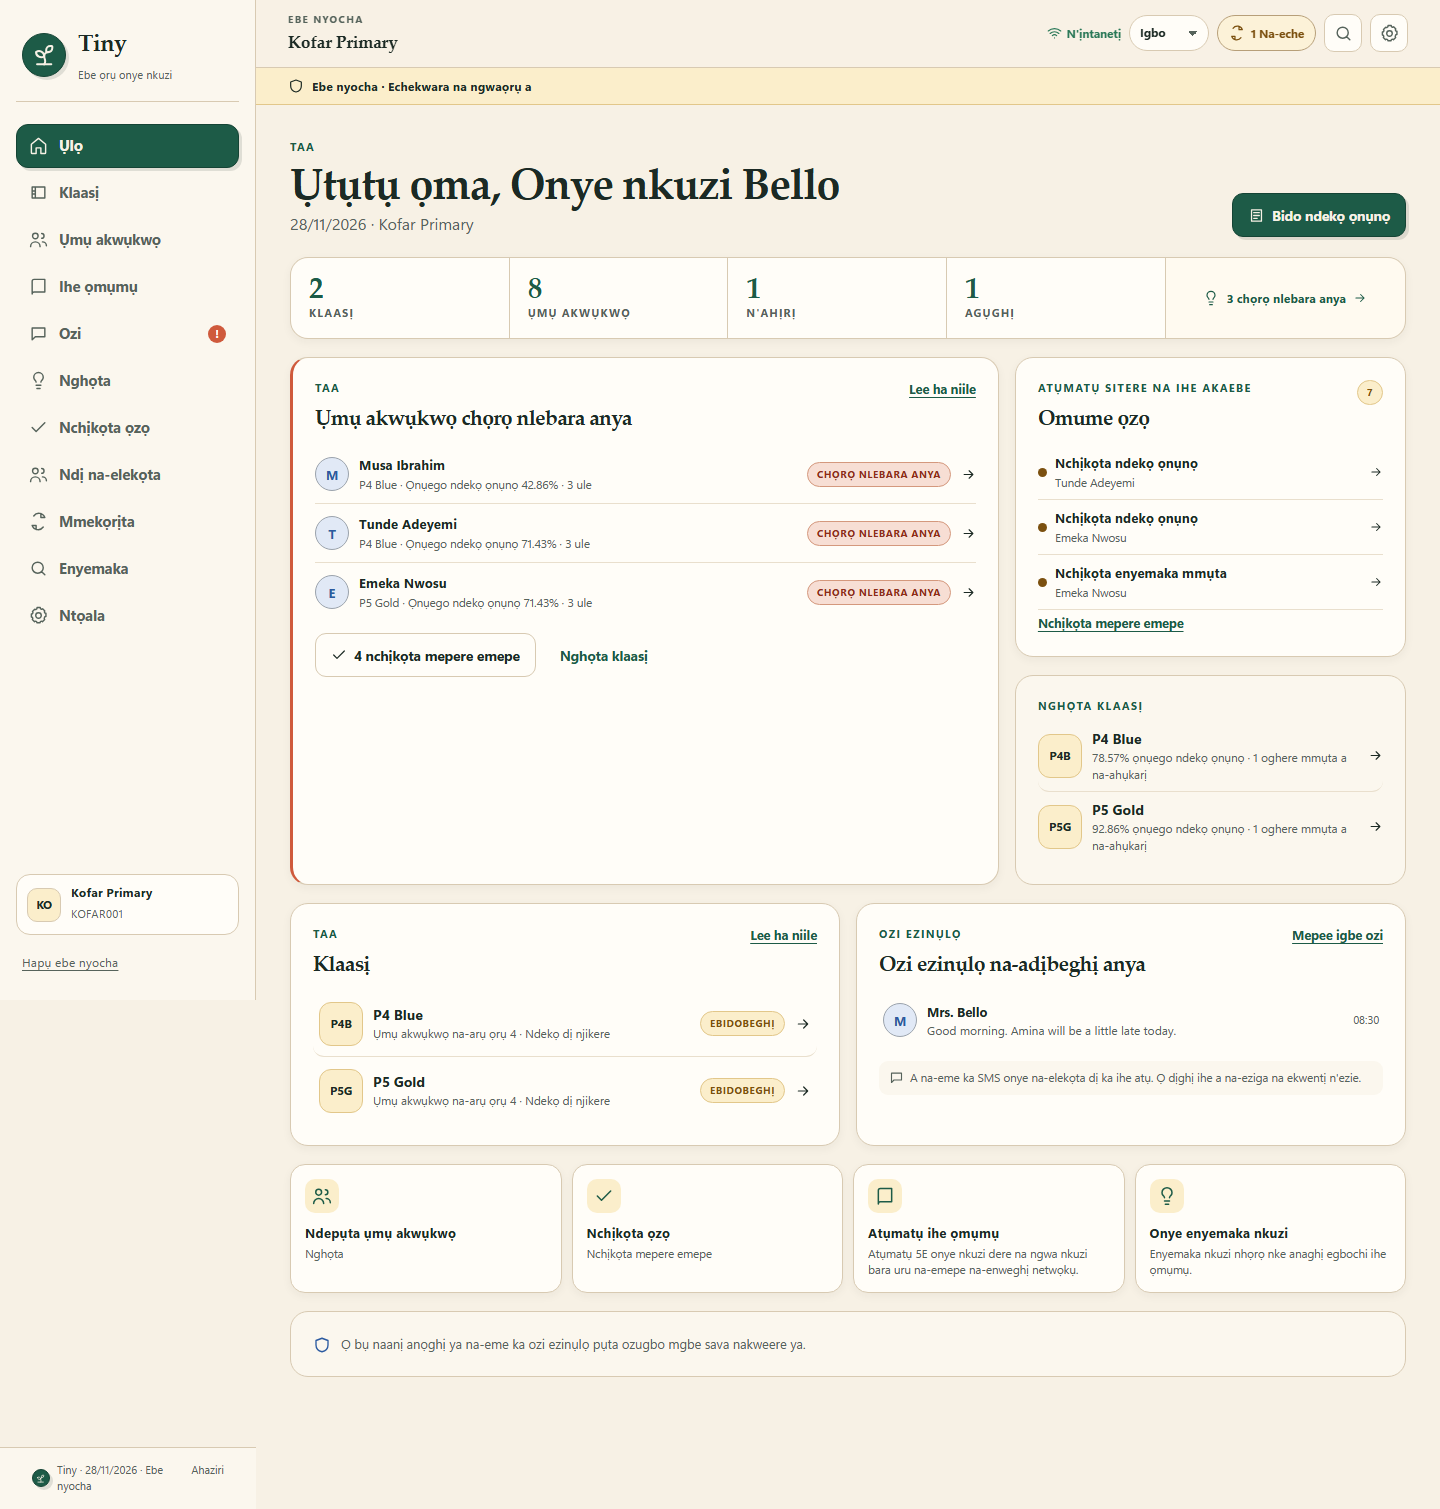 Tiny
Ebe ọrụ onye nkuzi
Ụlọ
Klaasị
Ụmụ akwụkwọ
Ihe ọmụmụ
Ozi
!
Nghọta
Nchịkọta ọzọ
Ndị na-elekọta
Mmekọrịta
Enyemaka
Ntọala
KO
Kofar Primary
KOFAR001
Hapụ ebe nyocha
Tiny · 28/11/2026 · Ebe nyocha
Ahaziri
EBE NYOCHA
Kofar Primary
N'ịntanetị
Igbo
1 Na-eche
Ebe nyocha · Echekwara na ngwaọrụ a
TAA
Ụtụtụ ọma, Onye nkuzi Bello
28/11/2026 · Kofar Primary
Bido ndekọ ọnụnọ
2
KLAASỊ
8
ỤMỤ AKWỤKWỌ
1
N'AHỊRỊ
1
AGỤGHỊ
3 chọrọ nlebara anya
TAA
Lee ha niile
Ụmụ akwụkwọ chọrọ nlebara anya
M
Musa Ibrahim
P4 Blue · Ọnụego ndekọ ọnụnọ 42.86% · 3 ule
CHỌRỌ NLEBARA ANYA
T
Tunde Adeyemi
P4 Blue · Ọnụego ndekọ ọnụnọ 71.43% · 3 ule
CHỌRỌ NLEBARA ANYA
E
Emeka Nwosu
P5 Gold · Ọnụego ndekọ ọnụnọ 71.43% · 3 ule
CHỌRỌ NLEBARA ANYA
4 nchịkọta mepere emepe
Nghọta klaasị
ATỤMATỤ SITERE NA IHE AKAEBE
7
Omume ọzọ
Nchịkọta ndekọ ọnụnọ
Tunde Adeyemi
Nchịkọta ndekọ ọnụnọ
Emeka Nwosu
Nchịkọta enyemaka mmụta
Emeka Nwosu
Nchịkọta mepere emepe
NGHỌTA KLAASỊ
P4B
P4 Blue
78.57% ọnụego ndekọ ọnụnọ · 1 oghere mmụta a
na-ahụkarị
P5G
P5 Gold
92.86% ọnụego ndekọ ọnụnọ · 1 oghere mmụta a
na-ahụkarị
TAA
Lee ha niile
Klaasị
P4B
P4 Blue
Ụmụ akwụkwọ na-arụ ọrụ 4 · Ndekọ dị njikere
EBIDOBEGHỊ
P5G
P5 Gold
Ụmụ akwụkwọ na-arụ ọrụ 4 · Ndekọ dị njikere
EBIDOBEGHỊ
OZI EZINỤLỌ
Mepee igbe ozi
Ozi ezinụlọ na-adịbeghị anya
M
Mrs. Bello
Good morning. Amina will be a little late today.
08:30
A na-eme ka SMS onye na-elekọta dị ka ihe atụ. Ọ dịghị ihe a na-eziga na ekwentị n'ezie.
Ndepụta ụmụ akwụkwọ
Nghọta
Nchịkọta ọzọ
Nchịkọta mepere emepe
Atụmatụ ihe ọmụmụ
Atụmatụ 5E onye nkuzi dere na ngwa nkuzi
bara uru na-emepe na-enweghị netwọkụ.
Onye enyemaka nkuzi
Enyemaka nkuzi nhọrọ nke anaghị egbochi ihe
ọmụmụ.
Ọ bụ naanị anọghị ya na-eme ka ozi ezinụlọ pụta ozugbo mgbe sava nakweere ya.